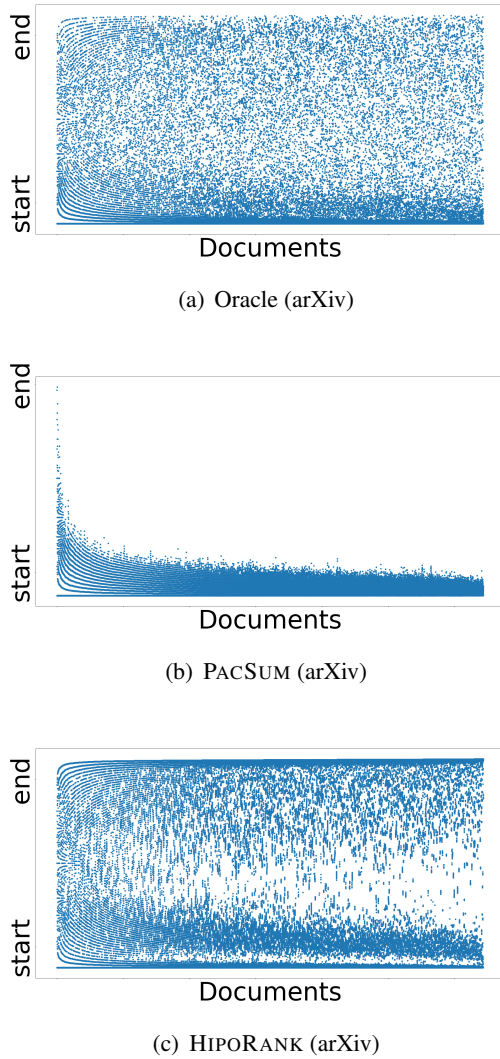 end
start
Documents
(a) Oracle (arXiv)
end
start
Documents
(b) PACSUM (arXiv)
end
start
Documents
(c) HIPORANK (arXiv)